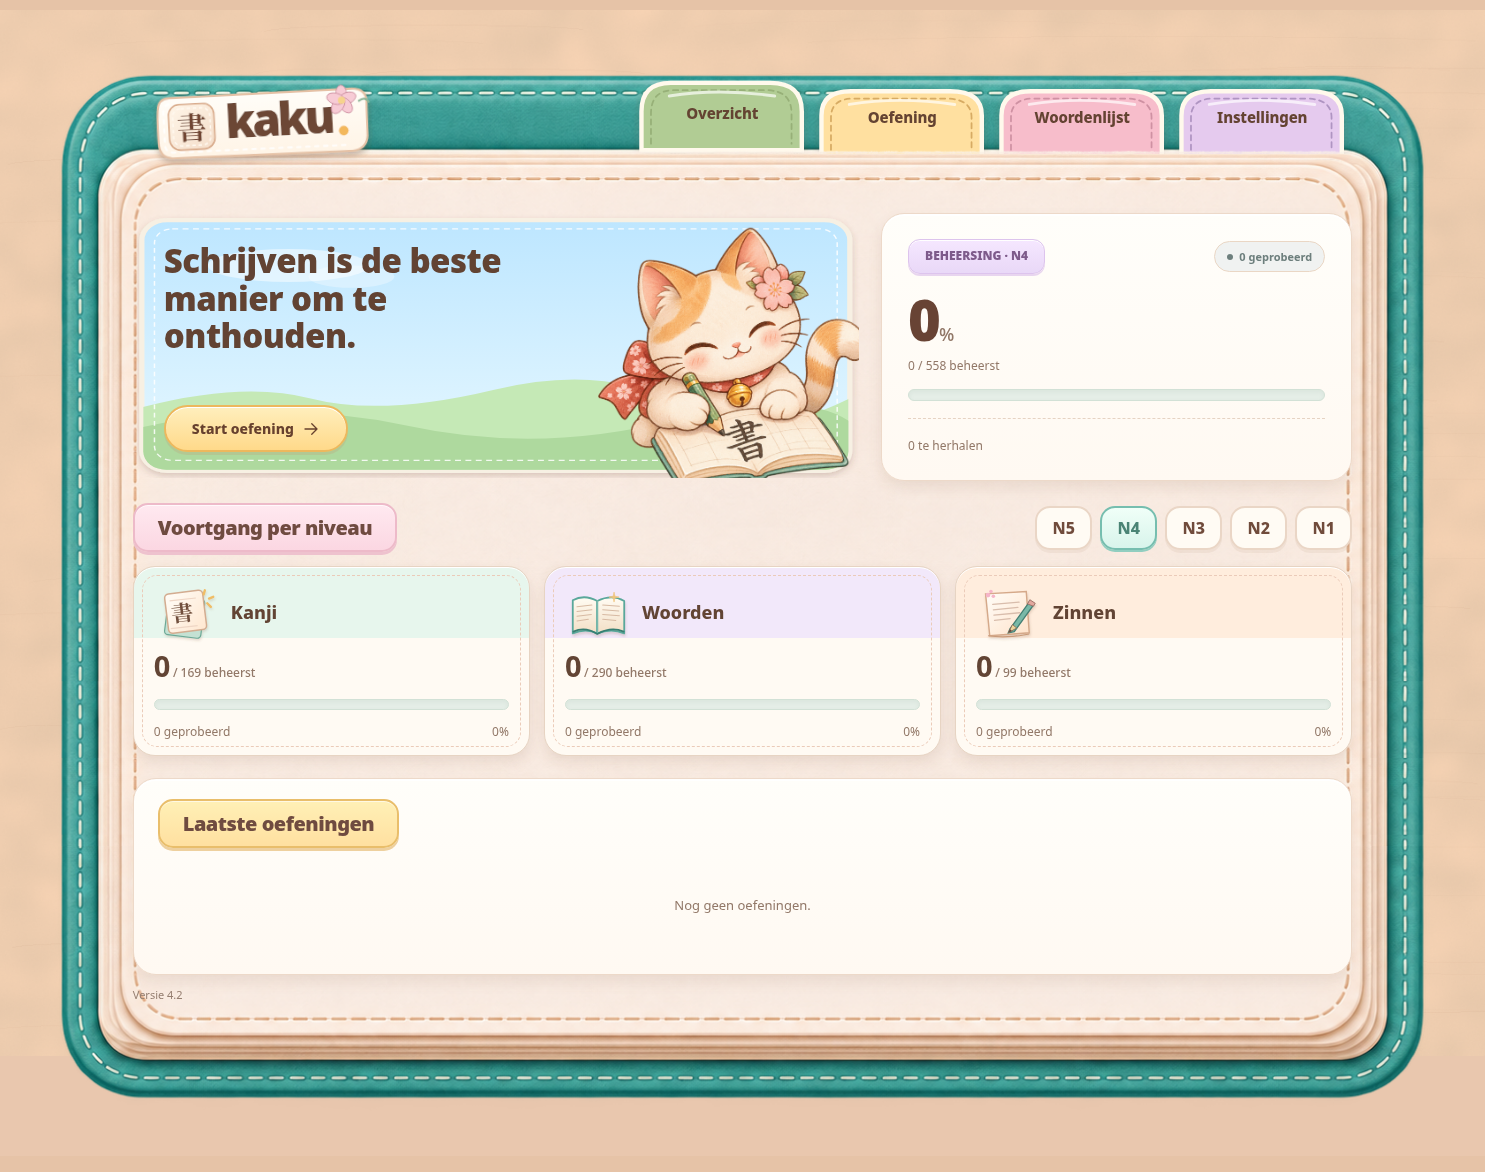 書 kaku.
Overzicht
Oefening
Woordenlijst
Instellingen
Schrijven is de beste
manier om te
onthouden.
Start oefening →
書
BEHEERSING · N4
0 geprobeerd
0%
0 / 558 beheerst
0 te herhalen
Voortgang per niveau
N5 N4 N3 N2 N1
書 Kanji
0 / 169 beheerst
0 geprobeerd 0%
Woorden
0 / 290 beheerst
0 geprobeerd 0%
Zinnen
0 / 99 beheerst
0 geprobeerd 0%
Laatste oefeningen
Nog geen oefeningen.
Versie 4.2